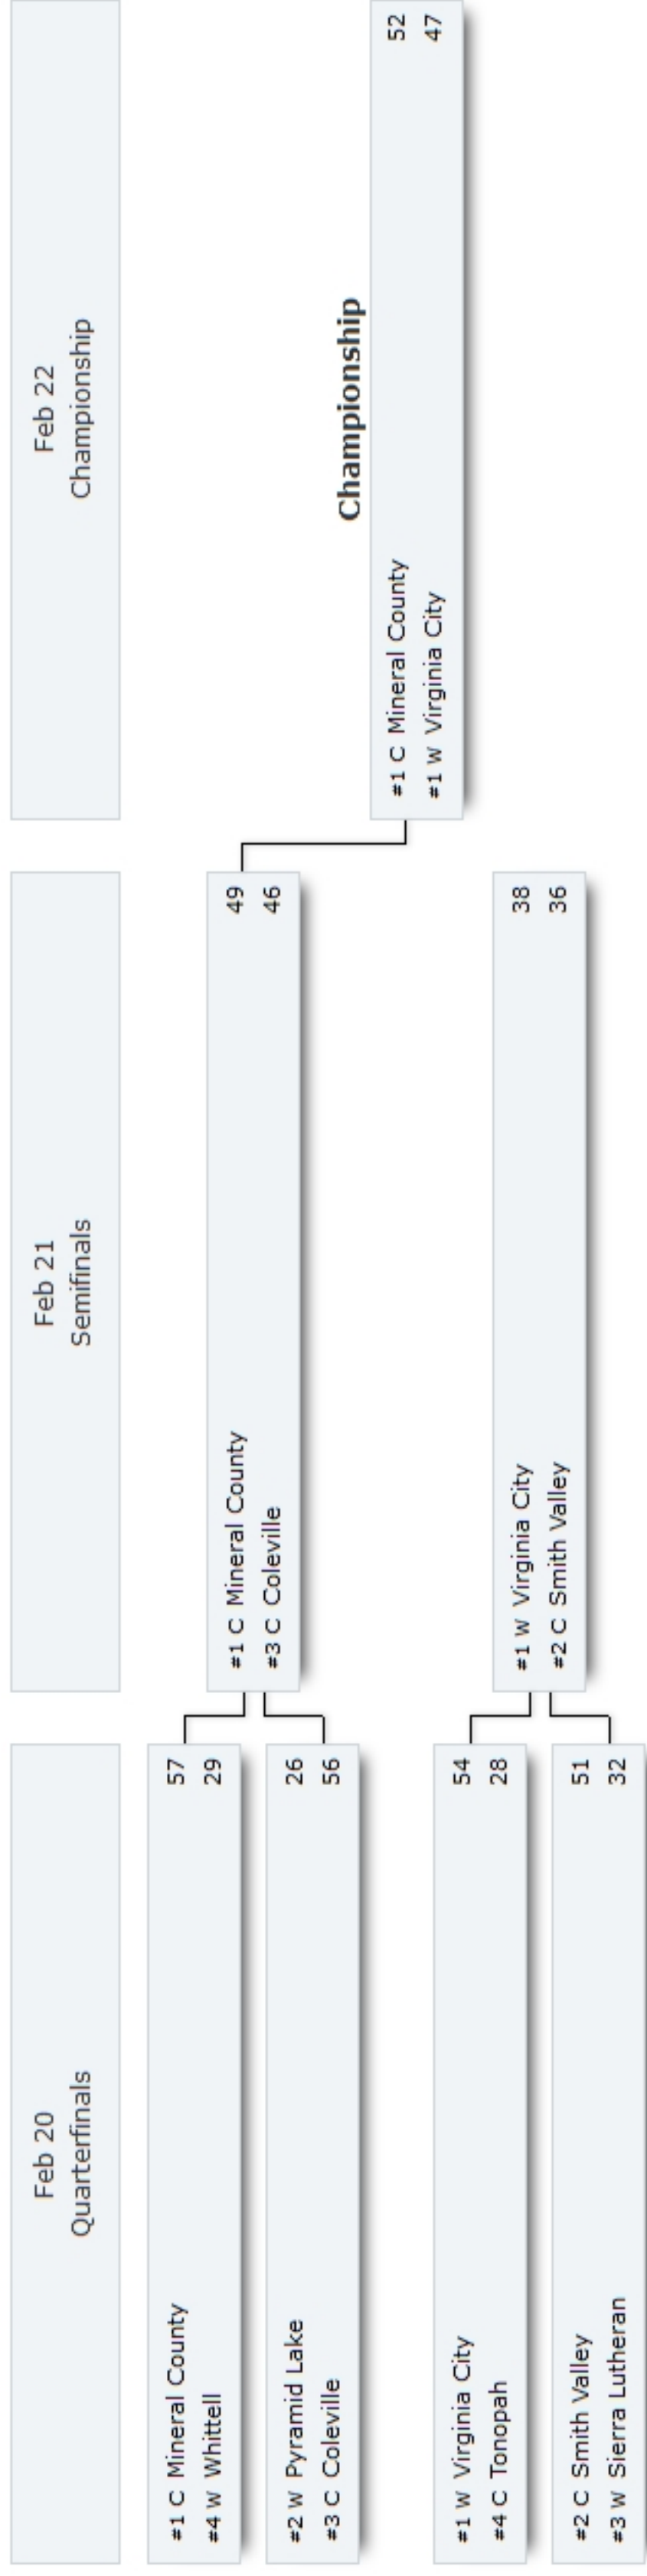 Feb 20
Quarterfinals
Feb 21
Semifinals
Feb 22
Championship
#1 C Mineral County 57
#4 W Whittell 29
#2 W Pyramid Lake 26
#3 C Coleville 56
#1 W Virginia City 54
#4 C Tonopah 28
#2 C Smith Valley 51
#3 W Sierra Lutheran 32
#1 C Mineral County 49
#3 C Coleville 46
#1 W Virginia City 38
#2 C Smith Valley 36
Championship
#1 C Mineral County 52
#1 W Virginia City 47